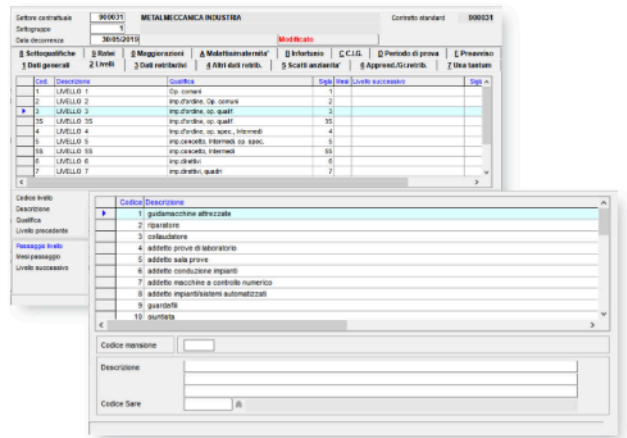 Settore contrattuale 900031 METALMECCANICA INDUSTRIA Contratto standard 900031
Sottogruppo 1
Data decorrenza 30/05/2019 Modificato
8 Sottoqualifiche 9 Ratei 0 Maggiorazioni A Malattia/maternita' B Infortunio C C.I.G. D Periodo di prova E Preavviso
1 Dati generali 2 Livelli 3 Dati retributivi 4 Altri dati retrib. 5 Scatti anzianita' 6 Apprend./Gr.retrib. 7 Una tantum
Cod. Descrizione Qualifica Sigla Mesi Livello successivo Sigla
1 LIVELLO 1 Op. comuni 1
2 LIVELLO 2 Imp.d'ordine, Op. comuni 2
3 LIVELLO 3 Imp.d'ordine, op. qualif. 3
3S LIVELLO 3S Imp.d'ordine, op. qualif. 3S
4 LIVELLO 4 Imp.d'ordine, op. spec., Intermedi 4
5 LIVELLO 5 Imp.concetto, Intermedi, op. spec. 5
5S LIVELLO 5S Imp.concetto, Intermedi 5S
6 LIVELLO 6 Imp.direttivi 6
7 LIVELLO 7 Imp.direttivi, quadri 7
Codice livello
Descrizione
Qualifica
Livello precedente
Passaggio livello
Mesi passaggio
Livello successivo
Codice Descrizione
1 guidamacchine attrezzate
2 riparatore
3 collaudatore
4 addetto prove di laboratorio
5 addetto sala prove
6 addetto conduzione impianti
7 addetto macchine a controllo numerico
8 addetto impianti/sistemi automatizzati
9 guardafili
10 giuntista
Codice mansione
Descrizione
Codice Sare